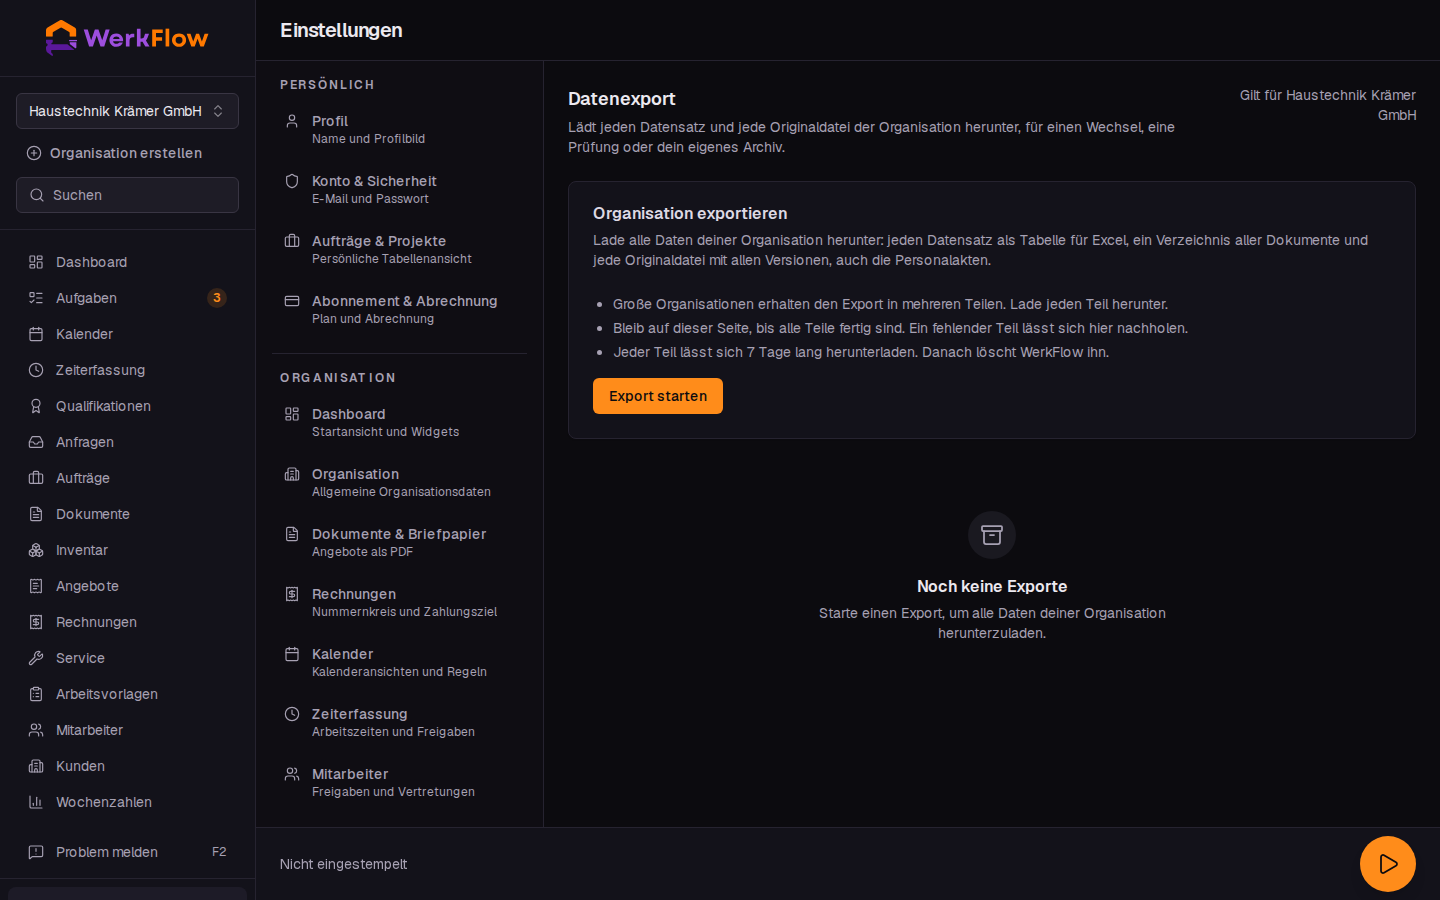 WerkFlow
Haustechnik Krämer GmbH
Organisation erstellen
Suchen
Dashboard
Aufgaben 3
Kalender
Zeiterfassung
Qualifikationen
Anfragen
Aufträge
Dokumente
Inventar
Angebote
Rechnungen
Service
Arbeitsvorlagen
Mitarbeiter
Kunden
Wochenzahlen
Problem melden F2
Einstellungen
PERSÖNLICH
Profil
Name und Profilbild
Konto & Sicherheit
E-Mail und Passwort
Aufträge & Projekte
Persönliche Tabellenansicht
Abonnement & Abrechnung
Plan und Abrechnung
ORGANISATION
Dashboard
Startansicht und Widgets
Organisation
Allgemeine Organisationsdaten
Dokumente & Briefpapier
Angebote als PDF
Rechnungen
Nummernkreis und Zahlungsziel
Kalender
Kalenderansichten und Regeln
Zeiterfassung
Arbeitszeiten und Freigaben
Mitarbeiter
Freigaben und Vertretungen
Datenexport
Lädt jeden Datensatz und jede Originaldatei der Organisation herunter, für einen Wechsel, eine
Prüfung oder dein eigenes Archiv.
Gilt für Haustechnik Krämer
GmbH
Organisation exportieren
Lade alle Daten deiner Organisation herunter: jeden Datensatz als Tabelle für Excel, ein Verzeichnis aller Dokumente und
jede Originaldatei mit allen Versionen, auch die Personalakten.
• Große Organisationen erhalten den Export in mehreren Teilen. Lade jeden Teil herunter.
• Bleib auf dieser Seite, bis alle Teile fertig sind. Ein fehlender Teil lässt sich hier nachholen.
• Jeder Teil lässt sich 7 Tage lang herunterladen. Danach löscht WerkFlow ihn.
Export starten
Noch keine Exporte
Starte einen Export, um alle Daten deiner Organisation
herunterzuladen.
Nicht eingestempelt